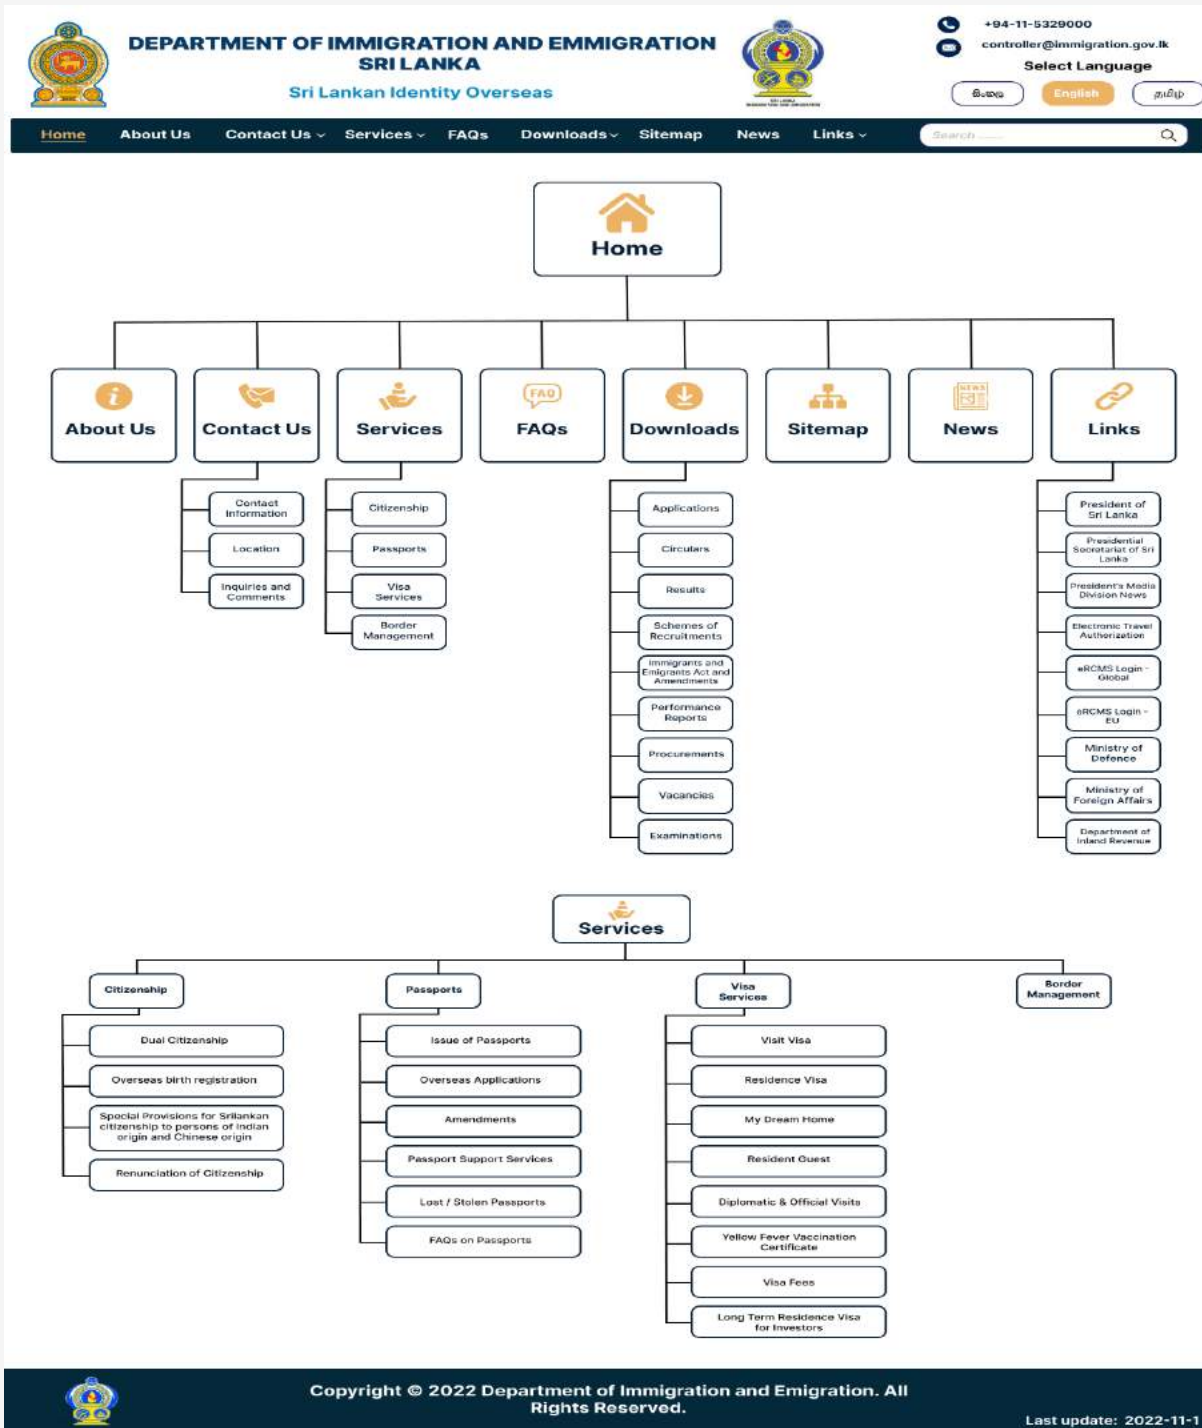 DEPARTMENT OF IMMIGRATION AND EMMIGRATION
SRI LANKA
Sri Lankan Identity Overseas
+94-11-5329000
controller@immigration.gov.lk
Select Language
සිංහල
English
தமிழ்
Home
About Us
Contact Us
Services
FAQs
Downloads
Sitemap
News
Links
Search .......
Home
About Us
Contact Us
Services
FAQ
FAQs
Downloads
Sitemap
NEWS
News
Links
Contact
Information
Location
Inquiries and
Comments
Citizenship
Passports
Visa
Services
Border
Management
Applications
Circulars
Results
Schemes of
Recruitments
Immigrants and
Emigrants Act and
Amendments
Performance
Reports
Procurements
Vacancies
Examinations
President of
Sri Lanka
Presidential
Secretariat of Sri
Lanka
President's Media
Division News
Electronic Travel
Authorization
eRCMS Login -
Global
eRCMS Login -
EU
Ministry of
Defence
Ministry of
Foreign Affairs
Department of
Inland Revenue
Services
Citizenship
Passports
Visa
Services
Border
Management
Dual Citizenship
Overseas birth registration
Special Provisions for Srilankan
citizenship to persons of Indian
origin and Chinese origin
Renunciation of Citizenship
Issue of Passports
Overseas Applications
Amendments
Passport Support Services
Lost / Stolen Passports
FAQs on Passports
Visit Visa
Residence Visa
My Dream Home
Resident Guest
Diplomatic & Official Visits
Yellow Fever Vaccination
Certificate
Visa Fees
Long Term Residence Visa
for Investors
Copyright © 2022 Department of Immigration and Emigration. All
Rights Reserved.
Last update: 2022-11-1